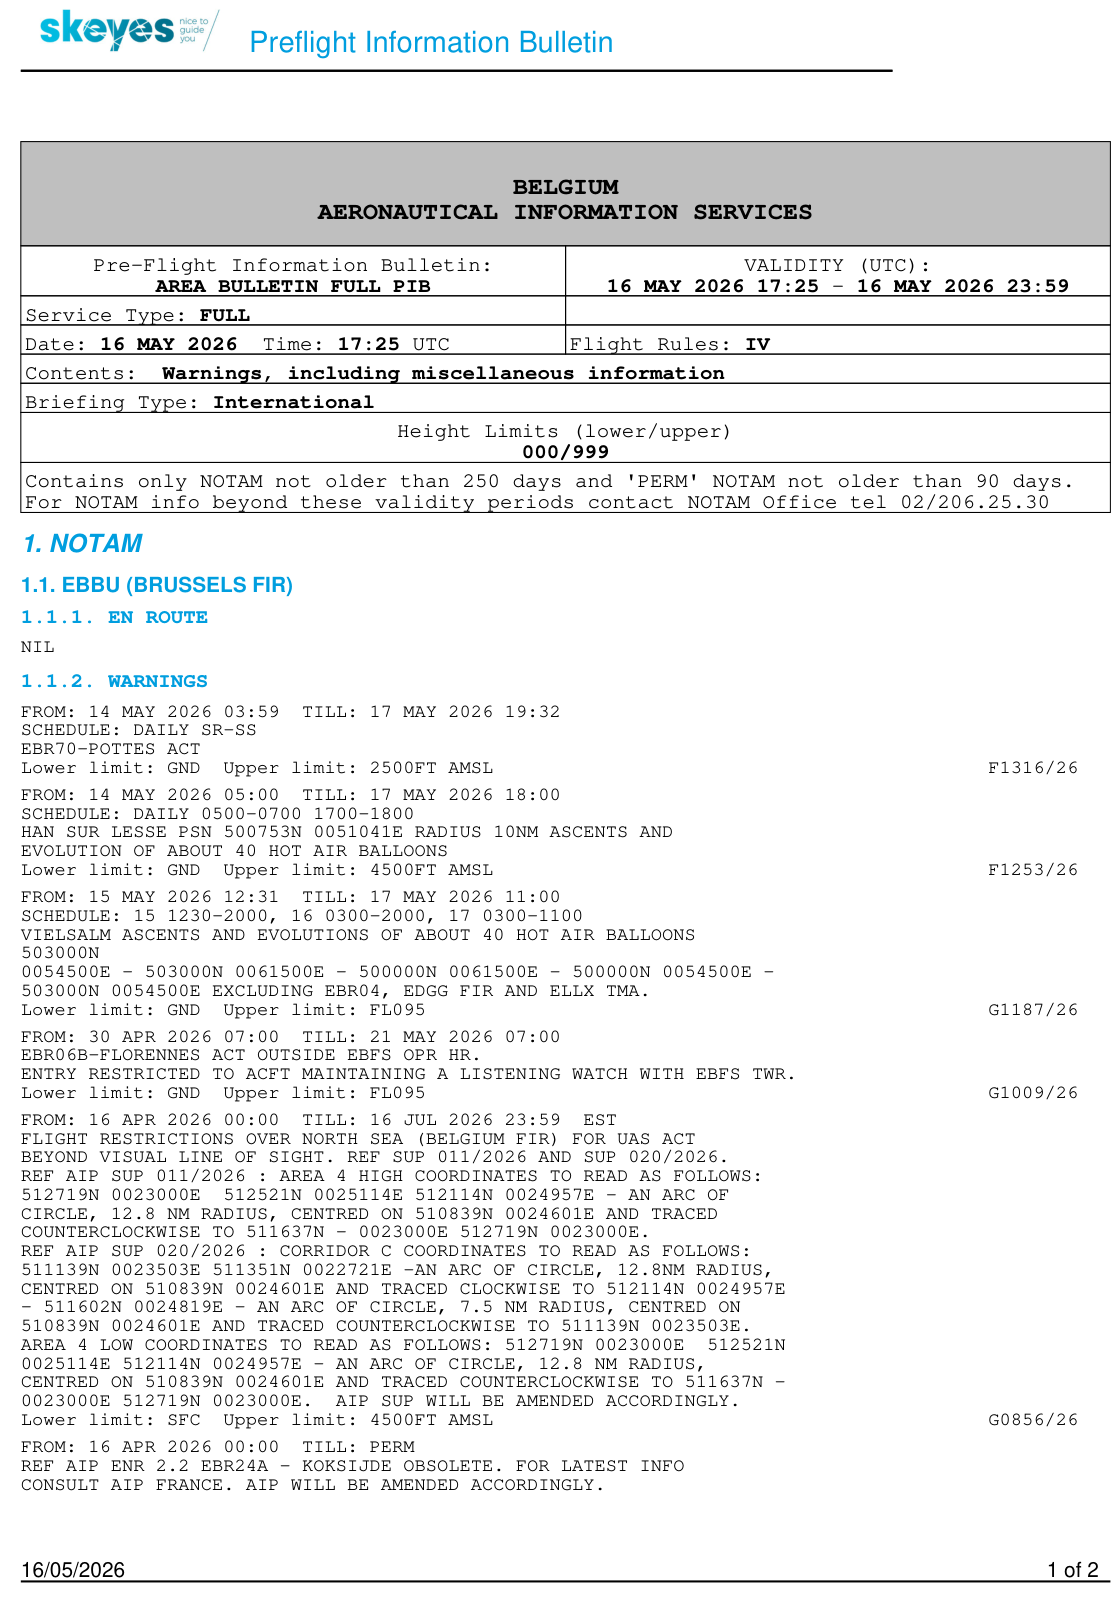 skeyes nice to guide you
Preflight Information Bulletin
BELGIUM
AERONAUTICAL INFORMATION SERVICES
Pre-Flight Information Bulletin:
AREA BULLETIN FULL PIB
VALIDITY (UTC):
16 MAY 2026 17:25 - 16 MAY 2026 23:59
Service Type: FULL
Date: 16 MAY 2026  Time: 17:25 UTC
Flight Rules: IV
Contents:  Warnings, including miscellaneous information
Briefing Type: International
Height Limits (lower/upper)
000/999
Contains only NOTAM not older than 250 days and 'PERM' NOTAM not older than 90 days.
For NOTAM info beyond these validity periods contact NOTAM Office tel 02/206.25.30
1. NOTAM
1.1. EBBU (BRUSSELS FIR)
1.1.1. EN ROUTE
NIL
1.1.2. WARNINGS
FROM: 14 MAY 2026 03:59  TILL: 17 MAY 2026 19:32
SCHEDULE: DAILY SR-SS
EBR70-POTTES ACT
Lower limit: GND  Upper limit: 2500FT AMSL F1316/26
FROM: 14 MAY 2026 05:00  TILL: 17 MAY 2026 18:00
SCHEDULE: DAILY 0500-0700 1700-1800
HAN SUR LESSE PSN 500753N 0051041E RADIUS 10NM ASCENTS AND
EVOLUTION OF ABOUT 40 HOT AIR BALLOONS
Lower limit: GND  Upper limit: 4500FT AMSL F1253/26
FROM: 15 MAY 2026 12:31  TILL: 17 MAY 2026 11:00
SCHEDULE: 15 1230-2000, 16 0300-2000, 17 0300-1100
VIELSALM ASCENTS AND EVOLUTIONS OF ABOUT 40 HOT AIR BALLOONS
503000N
0054500E - 503000N 0061500E - 500000N 0061500E - 500000N 0054500E -
503000N 0054500E EXCLUDING EBR04, EDGG FIR AND ELLX TMA.
Lower limit: GND  Upper limit: FL095 G1187/26
FROM: 30 APR 2026 07:00  TILL: 21 MAY 2026 07:00
EBR06B-FLORENNES ACT OUTSIDE EBFS OPR HR.
ENTRY RESTRICTED TO ACFT MAINTAINING A LISTENING WATCH WITH EBFS TWR.
Lower limit: GND  Upper limit: FL095 G1009/26
FROM: 16 APR 2026 00:00  TILL: 16 JUL 2026 23:59  EST
FLIGHT RESTRICTIONS OVER NORTH SEA (BELGIUM FIR) FOR UAS ACT
BEYOND VISUAL LINE OF SIGHT. REF SUP 011/2026 AND SUP 020/2026.
REF AIP SUP 011/2026 : AREA 4 HIGH COORDINATES TO READ AS FOLLOWS:
512719N 0023000E  512521N 0025114E 512114N 0024957E - AN ARC OF
CIRCLE, 12.8 NM RADIUS, CENTRED ON 510839N 0024601E AND TRACED
COUNTERCLOCKWISE TO 511637N - 0023000E 512719N 0023000E.
REF AIP SUP 020/2026 : CORRIDOR C COORDINATES TO READ AS FOLLOWS:
511139N 0023503E 511351N 0022721E -AN ARC OF CIRCLE, 12.8NM RADIUS,
CENTRED ON 510839N 0024601E AND TRACED CLOCKWISE TO 512114N 0024957E
- 511602N 0024819E - AN ARC OF CIRCLE, 7.5 NM RADIUS, CENTRED ON
510839N 0024601E AND TRACED COUNTERCLOCKWISE TO 511139N 0023503E.
AREA 4 LOW COORDINATES TO READ AS FOLLOWS: 512719N 0023000E  512521N
0025114E 512114N 0024957E - AN ARC OF CIRCLE, 12.8 NM RADIUS,
CENTRED ON 510839N 0024601E AND TRACED COUNTERCLOCKWISE TO 511637N -
0023000E 512719N 0023000E.  AIP SUP WILL BE AMENDED ACCORDINGLY.
Lower limit: SFC  Upper limit: 4500FT AMSL G0856/26
FROM: 16 APR 2026 00:00  TILL: PERM
REF AIP ENR 2.2 EBR24A - KOKSIJDE OBSOLETE. FOR LATEST INFO
CONSULT AIP FRANCE. AIP WILL BE AMENDED ACCORDINGLY.
16/05/2026 1 of 2